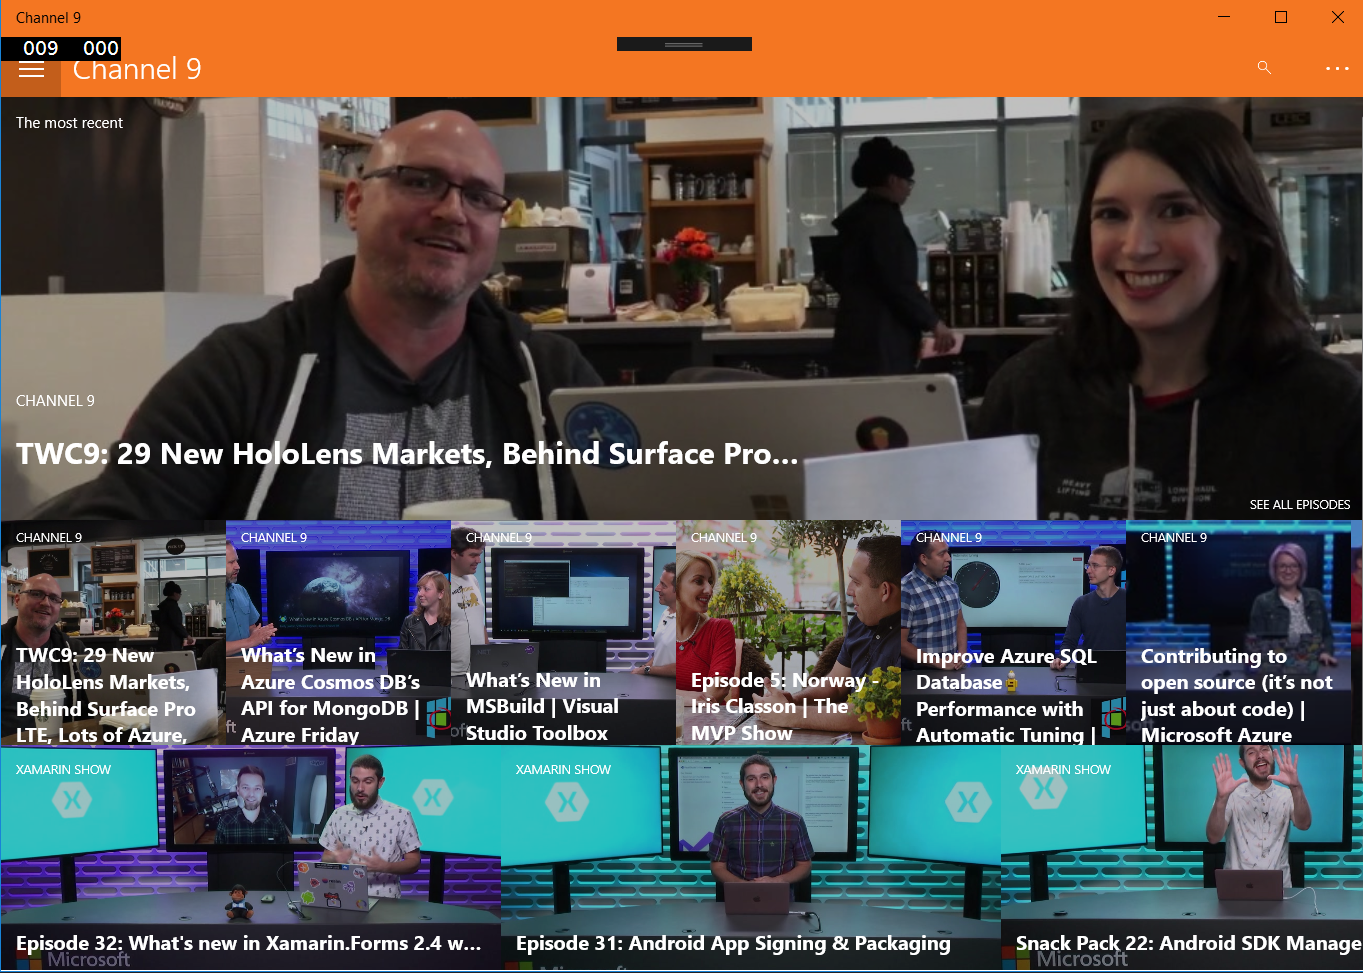 Channel 9
009 000
Channel 9
The most recent
CHANNEL 9
TWC9: 29 New HoloLens Markets, Behind Surface Pro...
SEE ALL EPISODES
HEAVY
LIFTING
CHANNEL 9
TWC9: 29 New
HoloLens Markets,
Behind Surface Pro
LTE, Lots of Azure,
CHANNEL 9
What's New in
Azure Cosmos DB's
API for MongoDB |
Azure Friday
CHANNEL 9
What's New in
MSBuild | Visual
Studio Toolbox
CHANNEL 9
Episode 5: Norway -
Iris Classon | The
MVP Show
CHANNEL 9
Improve Azure SQL
Database
Performance with
Automatic Tuning |
CHANNEL 9
Contributing to
open source (it's not
just about code) |
Microsoft Azure
XAMARIN SHOW
Episode 32: What's new in Xamarin.Forms 2.4 w...
Microsoft
XAMARIN SHOW
Episode 31: Android App Signing & Packaging
XAMARIN SHOW
Snack Pack 22: Android SDK Manage
Microsoft